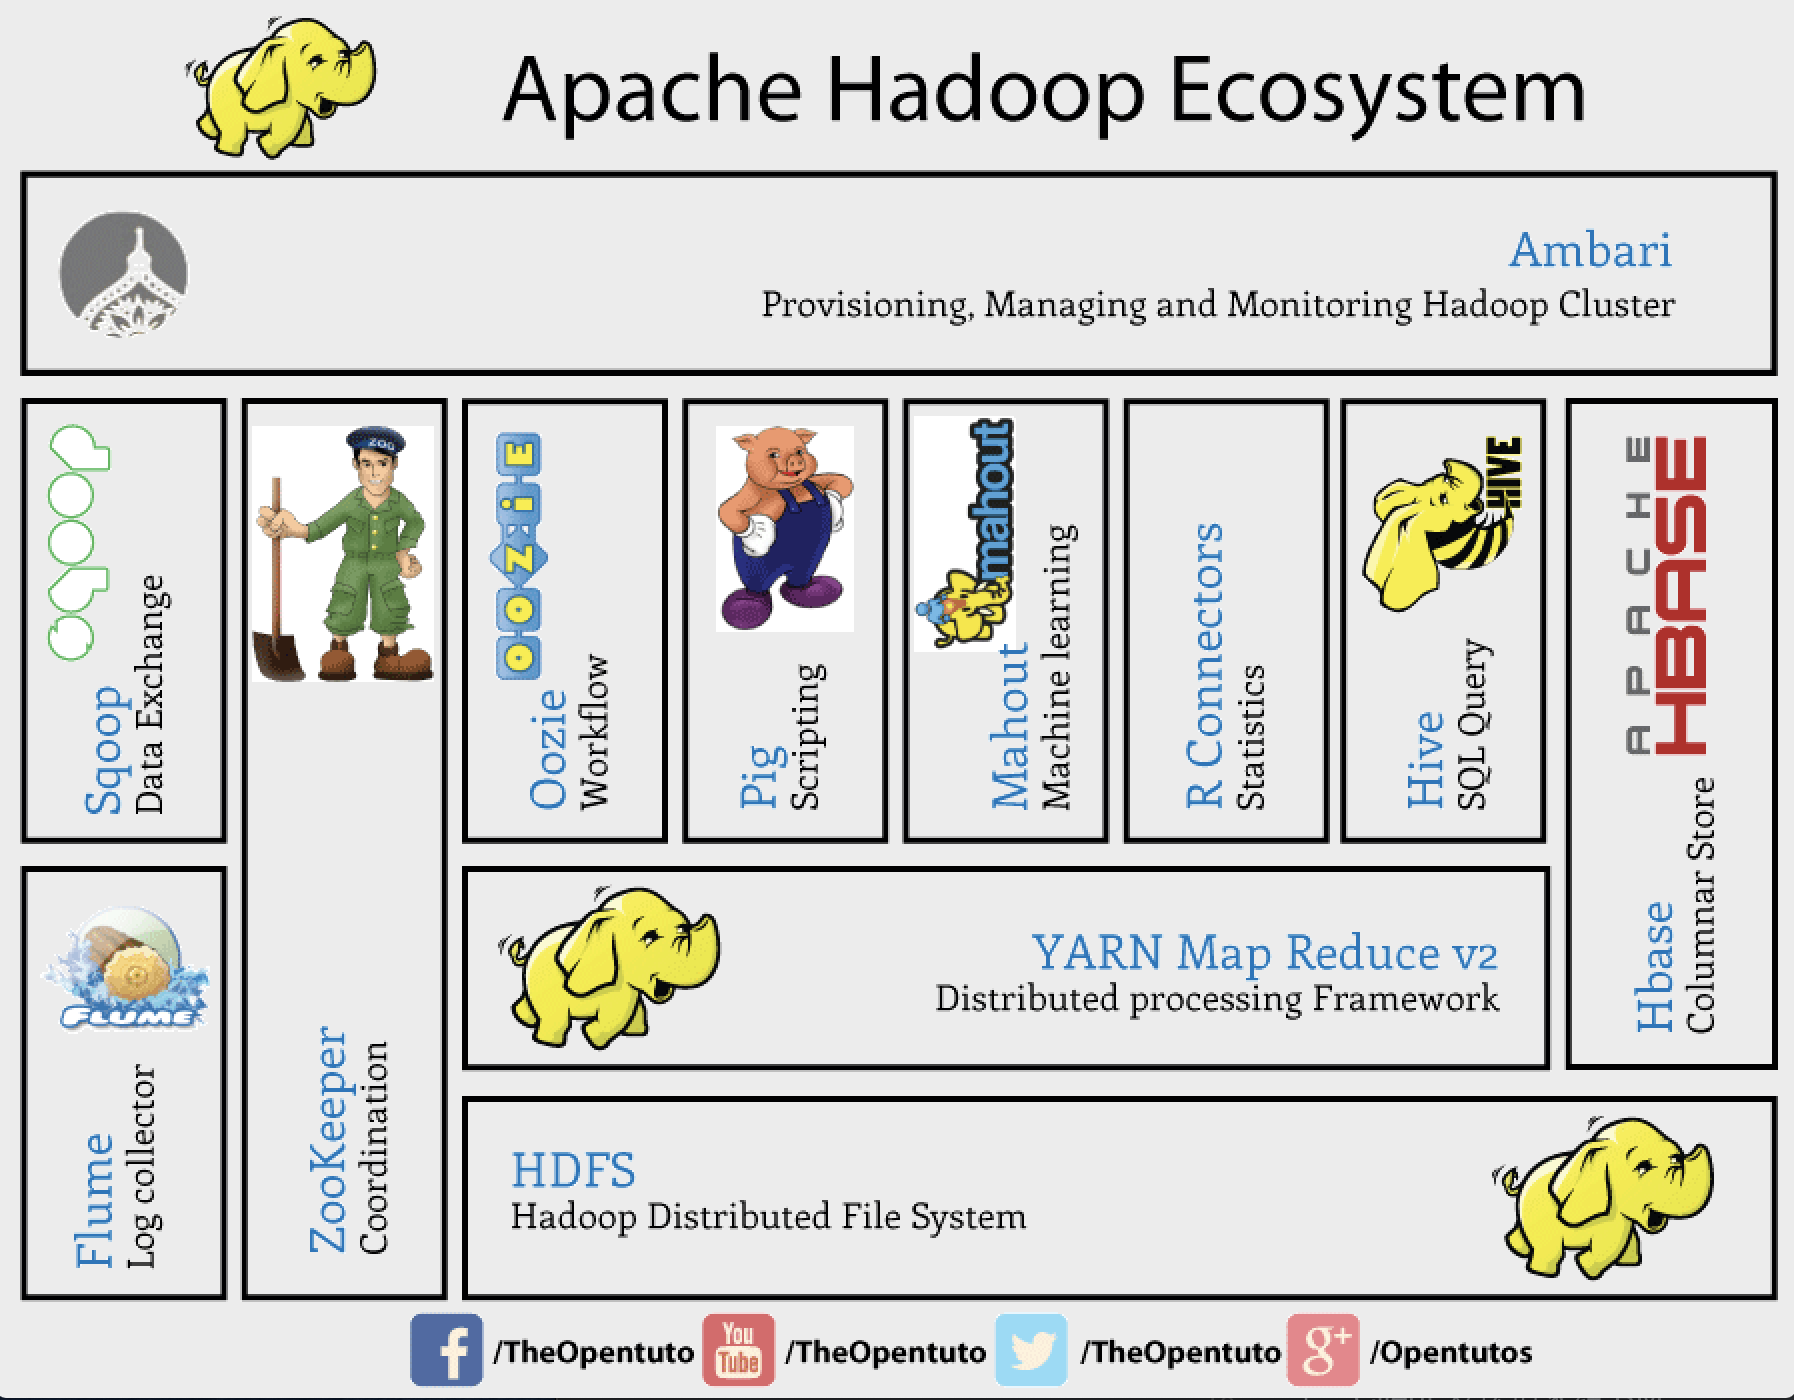 Apache Hadoop Ecosystem
Ambari
Provisioning, Managing and Monitoring Hadoop Cluster
sqoop
Sqoop
Data Exchange
ZOO
ZooKeeper
Coordination
OOZiE
Oozie
Workflow
Pig
Scripting
mahout
Mahout
Machine learning
R Connectors
Statistics
HIVE
Hive
SQL Query
APACHE
HBASE
Hbase
Columnar Store
FLUME
Flume
Log collector
YARN Map Reduce v2
Distributed processing Framework
HDFS
Hadoop Distributed File System
f /TheOpentuto You Tube /TheOpentuto /TheOpentuto g+ /Opentutos